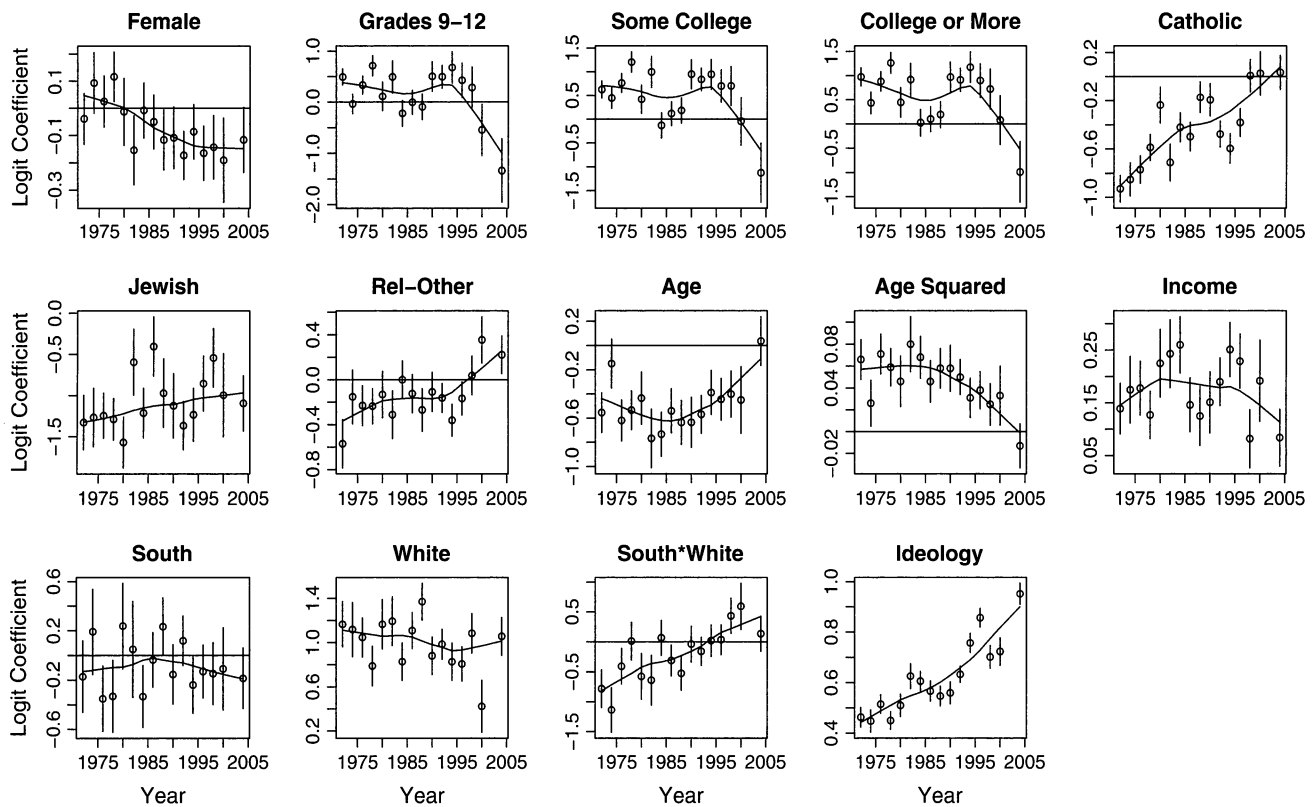 Female
Grades 9–12
Some College
College or More
Catholic
Logit Coefficient
0.1
−0.1
−0.3
1975 1985 1995 2005
1.0
0.0
−1.0
−2.0
1975 1985 1995 2005
1.5
0.5
−0.5
−1.5
1975 1985 1995 2005
1.5
0.5
−0.5
−1.5
1975 1985 1995 2005
0.2
−0.2
−0.6
−1.0
1975 1985 1995 2005
Jewish
Rel–Other
Age
Age Squared
Income
Logit Coefficient
0.0
−0.5
−1.5
1975 1985 1995 2005
0.4
0.0
−0.4
−0.8
1975 1985 1995 2005
0.2
−0.2
−0.6
−1.0
1975 1985 1995 2005
0.08
0.04
−0.02
1975 1985 1995 2005
0.25
0.15
0.05
1975 1985 1995 2005
South
White
South*White
Ideology
Logit Coefficient
0.6
0.2
−0.2
−0.6
1975 1985 1995 2005
Year
1.4
1.0
0.6
0.2
1975 1985 1995 2005
Year
0.5
−0.5
−1.5
1975 1985 1995 2005
Year
1.0
0.8
0.6
0.4
1975 1985 1995 2005
Year